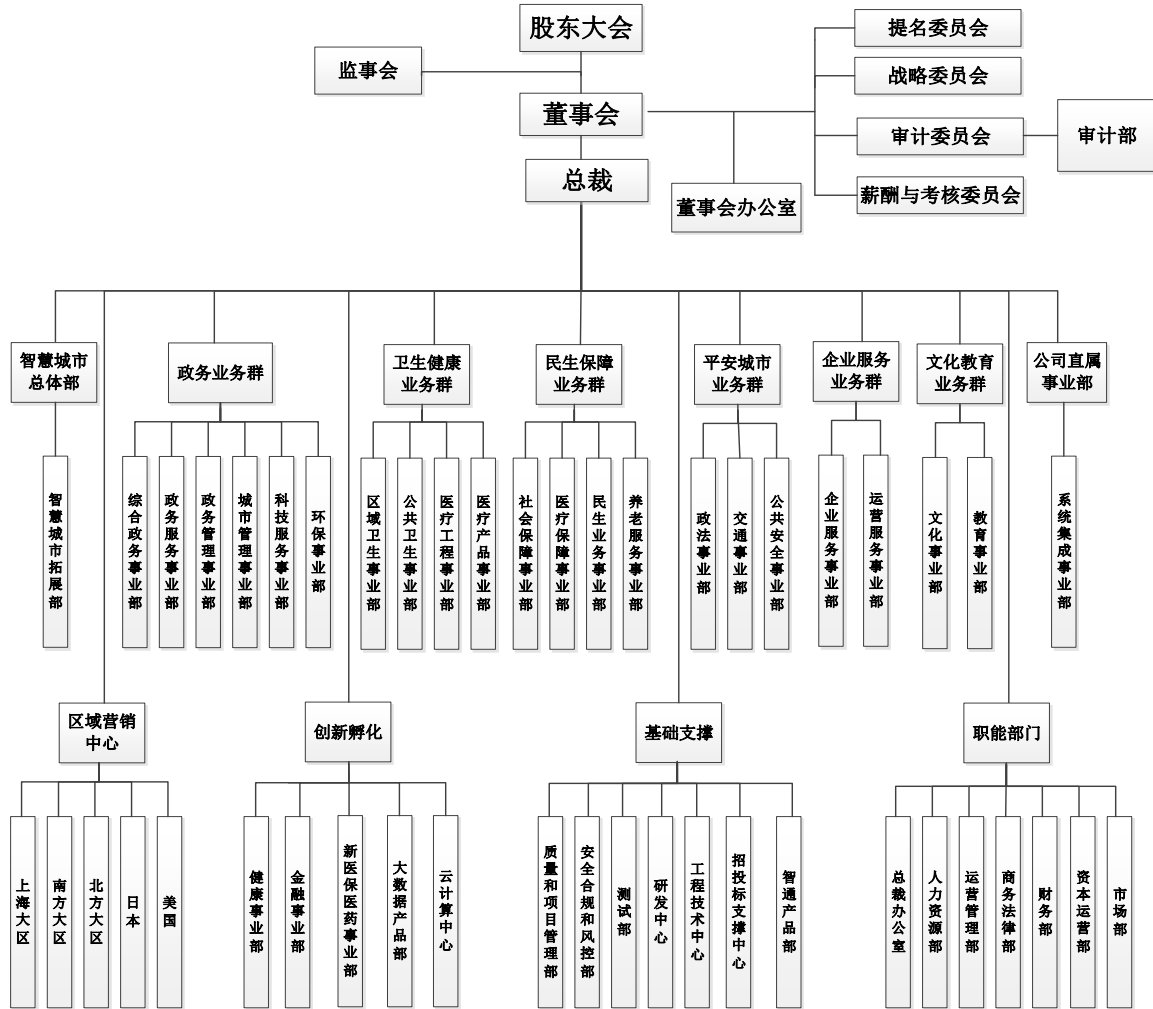 股东大会
监事会
董事会
总裁
董事会办公室
提名委员会
战略委员会
审计委员会
薪酬与考核委员会
审计部
智慧城市
总体部
政务业务群
卫生健康
业务群
民生保障
业务群
平安城市
业务群
企业服务
业务群
文化教育
业务群
公司直属
事业部
智慧城市拓展部
综合政务事业部
政务服务事业部
政务管理事业部
城市管理事业部
科技服务事业部
环保事业部
区域卫生事业部
公共卫生事业部
医疗工程事业部
医疗产品事业部
社会保障事业部
医疗保障事业部
民生业务事业部
养老服务事业部
政法事业部
交通事业部
公共安全事业部
企业服务事业部
运营服务事业部
文化事业部
教育事业部
系统集成事业部
区域营销
中心
创新孵化
基础支撑
职能部门
上海大区
南方大区
北方大区
日本
美国
健康事业部
金融事业部
新医保医药事业部
大数据产品部
云计算中心
质量和项目管理部
安全合规和风控部
测试部
研发中心
工程技术中心
招投标支撑中心
智通产品部
总裁办公室
人力资源部
运营管理部
商务法律部
财务部
资本运营部
市场部